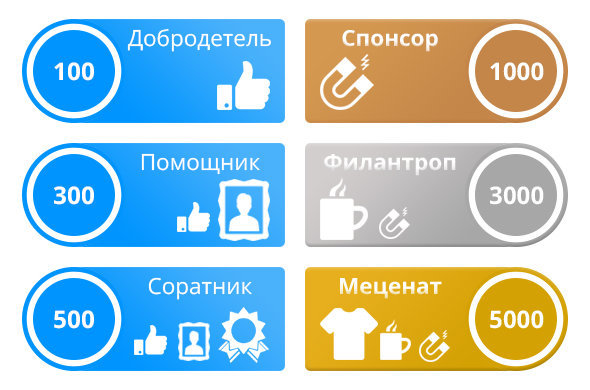 Добродетель
100
Спонсор
1000
Помощник
300
Филантроп
3000
Соратник
500
Меценат
5000